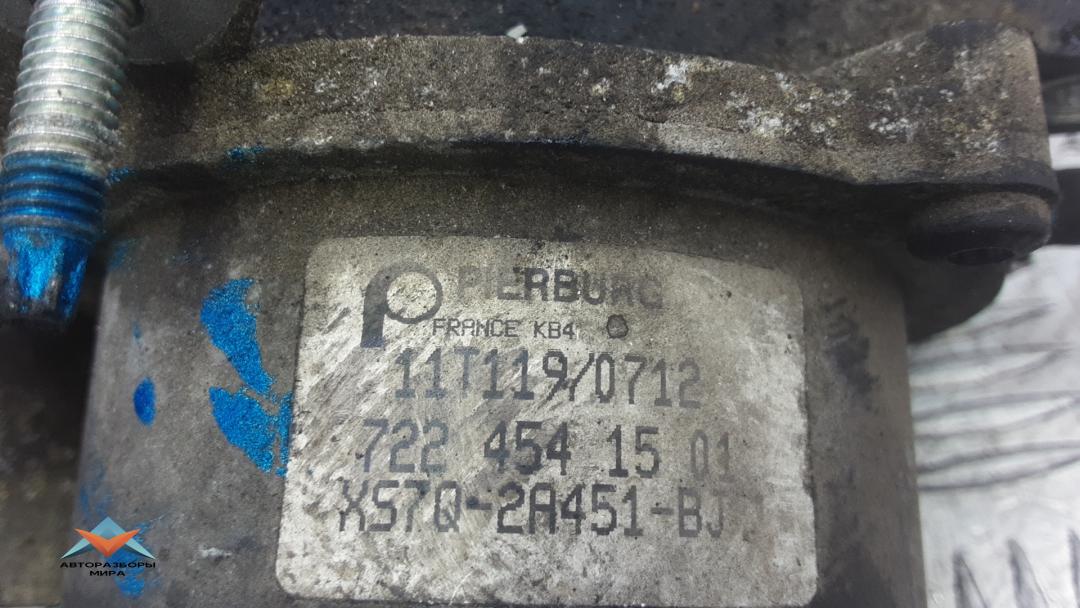 PIERBURG
FRANCE KB4
11T119/0712
722 454 15 01
XS7Q-2A451-BJ
АВТОРАЗБОРЫ
МИРА